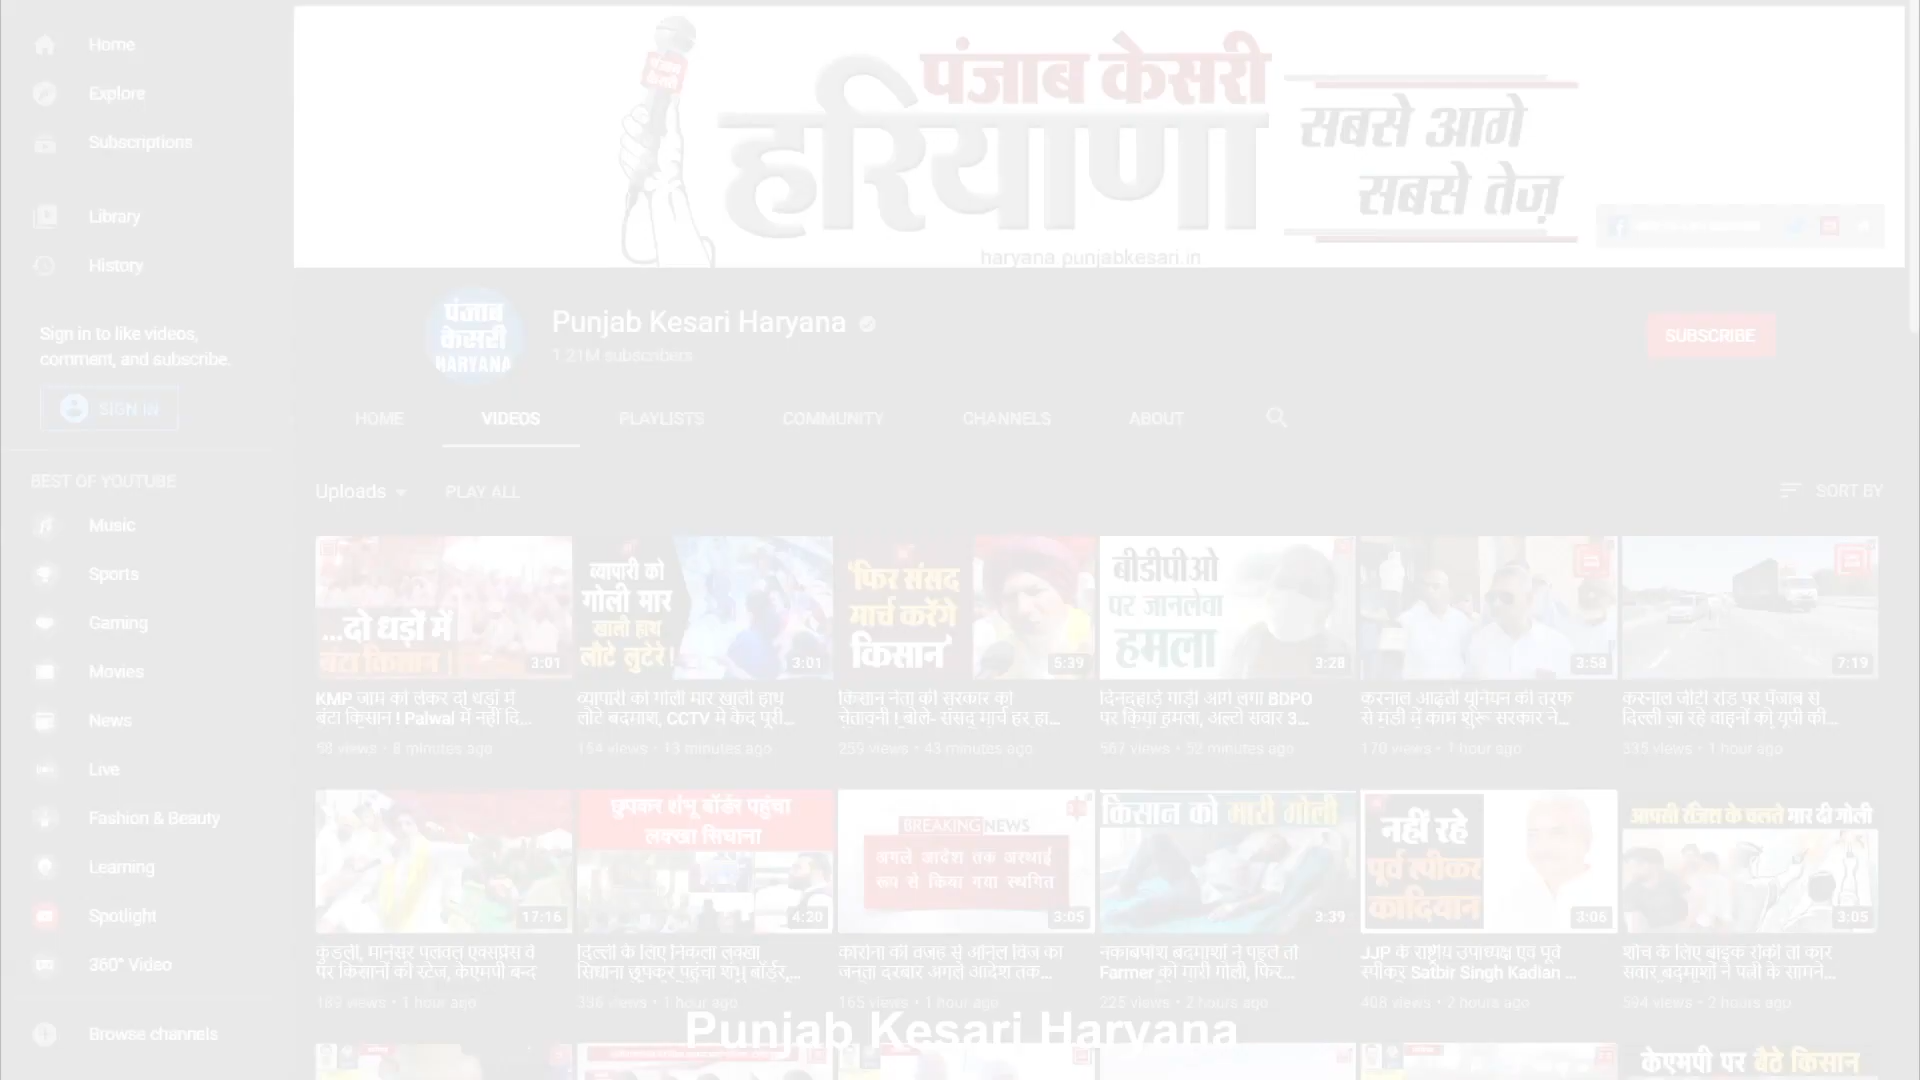 Home
Explore
Subscriptions
Library
History
Sign in to like videos,
comment, and subscribe.
SIGN IN
BEST OF YOUTUBE
Music
Sports
Gaming
Movies
News
Live
Fashion & Beauty
Learning
Spotlight
360° Video
Browse channels
पंजाब केसरी
हरियाणा
सबसे आगे
सबसे तेज़
haryana.punjabkesari.in
पंजाब
केसरी
HARYANA
Punjab Kesari Haryana
1.21M subscribers
SUBSCRIBE
HOME VIDEOS PLAYLISTS COMMUNITY CHANNELS ABOUT
Uploads PLAY ALL SORT BY
...दो धड़ों में
बंटा किसान !
3:01
व्यापारी को
गोली मार
खाली हाथ
लौटे लुटेरे !
3:01
'फिर संसद
मार्च करेंगे
किसान'
5:39
बीडीपीओ
पर जानलेवा
हमला
3:28
3:58
7:19
KMP जाम को लेकर दो धड़ों में
बंटा किसान ! Palwal में नहीं दि...
58 views • 8 minutes ago
व्यापारी को गोली मार खाली हाथ
लौटे बदमाश, CCTV में कैद पूरी...
154 views • 13 minutes ago
किसान नेता की सरकार को
चेतावनी ! बोले- संसद मार्च हर हा...
259 views • 43 minutes ago
दिनदहाड़े गाड़ी आगे लगा BDPO
पर किया हमला, अल्टो सवार 3...
567 views • 52 minutes ago
करनाल आढ़ती यूनियन की तरफ
से मंडी में काम शुरू सरकार ने...
170 views • 1 hour ago
करनाल जीटी रोड पर पंजाब से
दिल्ली जा रहे वाहनों को यूपी की...
335 views • 1 hour ago
17:16
छुपकर शंभू बॉर्डर पहुंचा
लक्खा सिधाना
4:20
BREAKING NEWS
अगले आदेश तक अस्थाई
रूप से किया गया स्थगित
3:05
किसान को मारी गोली
3:39
नहीं रहे
पूर्व स्पीकर
कादियान
3:06
आपसी रंजिश के चलते मार दी गोली
3:05
कुंडली, मानेसर पलवल एक्सप्रेस वे
पर किसानों की स्टेज, केएमपी बन्द
189 views • 1 hour ago
दिल्ली के लिए निकला लक्खा
सिधाना छुपकर पहुंचा शंभू बॉर्डर,...
336 views • 1 hour ago
कोरोना की वजह से अनिल विज का
जनता दरबार अगले आदेश तक...
165 views • 1 hour ago
नकाबपोश बदमाशों ने पहले तो
Farmer को मारी गोली, फिर...
225 views • 2 hours ago
JJP के राष्ट्रीय उपाध्यक्ष एवं पूर्व
स्पीकर Satbir Singh Kadian ...
408 views • 2 hours ago
शौच के लिए बाइक रोकी तो कार
सवार बदमाशों ने पत्नी के सामने...
594 views • 2 hours ago
केएमपी पर बैठे किसान
Punjab Kesari Haryana